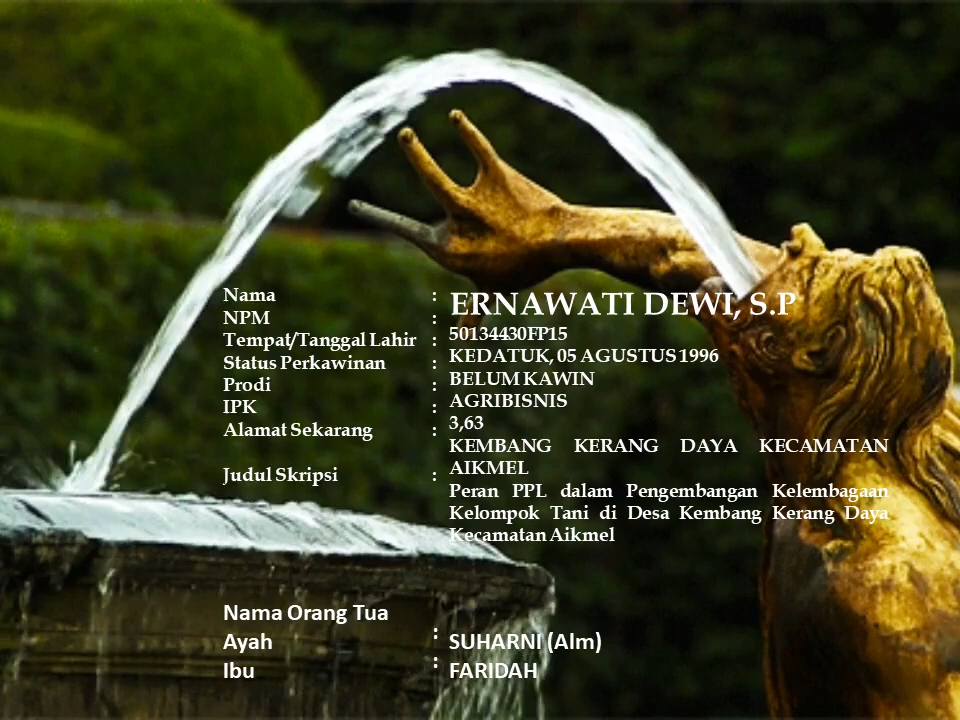 Nama : ERNAWATI DEWI, S.P
NPM : 50134430FP15
Tempat/Tanggal Lahir : KEDATUK, 05 AGUSTUS 1996
Status Perkawinan : BELUM KAWIN
Prodi : AGRIBISNIS
IPK : 3,63
Alamat Sekarang : KEMBANG KERANG DAYA KECAMATAN
AIKMEL
Judul Skripsi : Peran PPL dalam Pengembangan Kelembagaan
Kelompok Tani di Desa Kembang Kerang Daya
Kecamatan Aikmel
Nama Orang Tua
Ayah : SUHARNI (Alm)
Ibu : FARIDAH